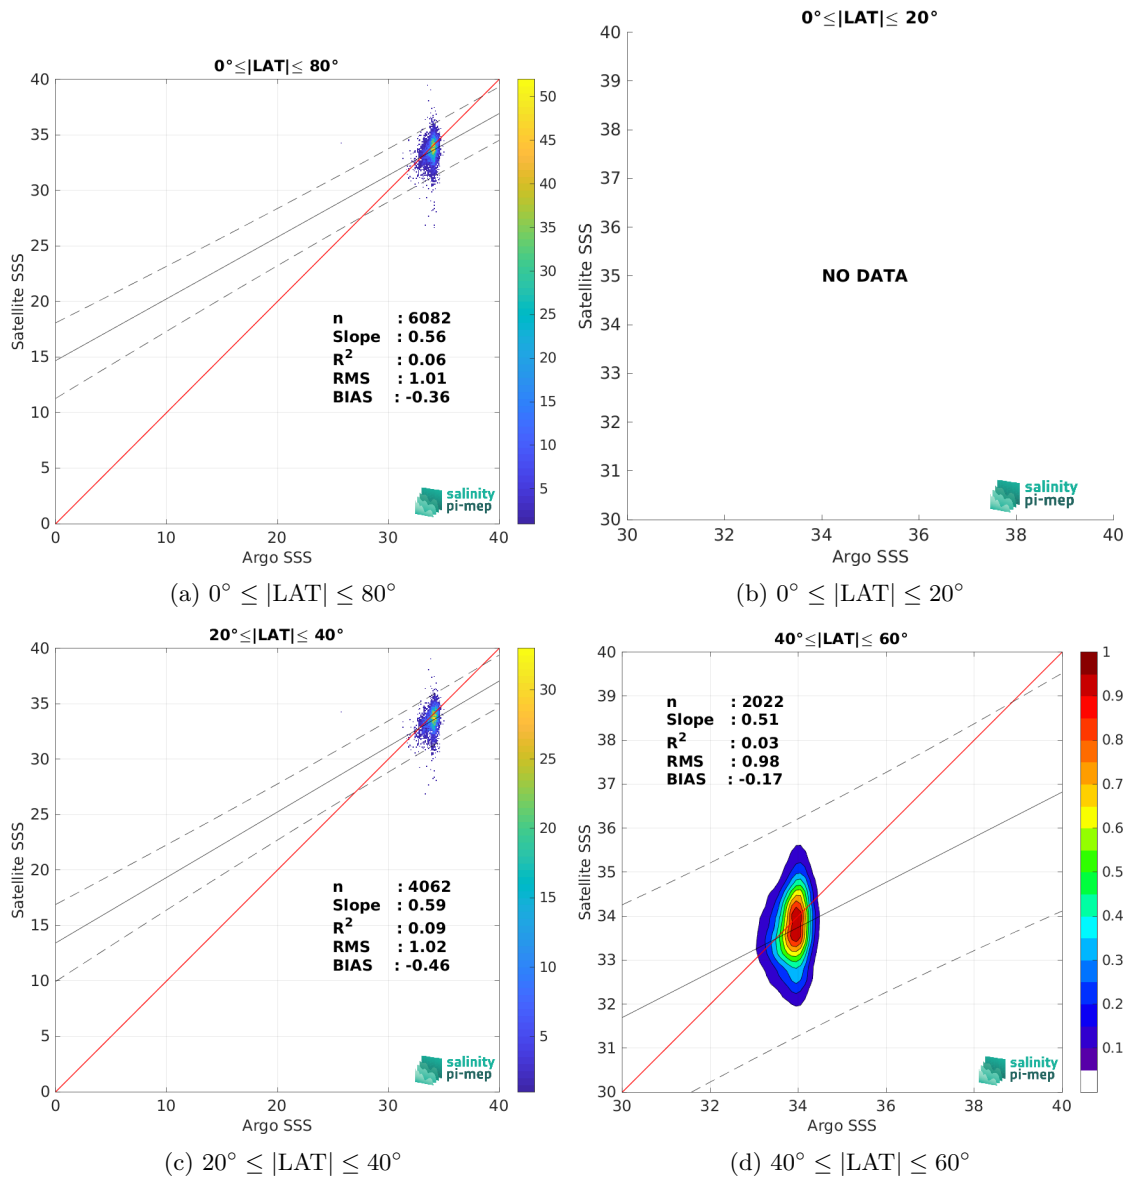 0°≤|LAT|≤ 80°
40
35
30
25
20
15
10
5
0
Satellite SSS
n : 6082
Slope : 0.56
R2 : 0.06
RMS : 1.01
BIAS : -0.36
salinity
pi-mep
0 10 20 30 40
Argo SSS
50
45
40
35
30
25
20
15
10
5
(a) 0° ≤ |LAT| ≤ 80°
0°≤|LAT|≤ 20°
40
39
38
37
36
35
34
33
32
31
30
Satellite SSS
NO DATA
salinity
pi-mep
30 32 34 36 38 40
Argo SSS
(b) 0° ≤ |LAT| ≤ 20°
20°≤|LAT|≤ 40°
40
35
30
25
20
15
10
5
0
Satellite SSS
n : 4062
Slope : 0.59
R2 : 0.09
RMS : 1.02
BIAS : -0.46
salinity
pi-mep
0 10 20 30 40
Argo SSS
30
25
20
15
10
5
(c) 20° ≤ |LAT| ≤ 40°
40°≤|LAT|≤ 60°
40
39
38
37
36
35
34
33
32
31
30
Satellite SSS
n : 2022
Slope : 0.51
R2 : 0.03
RMS : 0.98
BIAS : -0.17
salinity
pi-mep
30 32 34 36 38 40
Argo SSS
1
0.9
0.8
0.7
0.6
0.5
0.4
0.3
0.2
0.1
(d) 40° ≤ |LAT| ≤ 60°